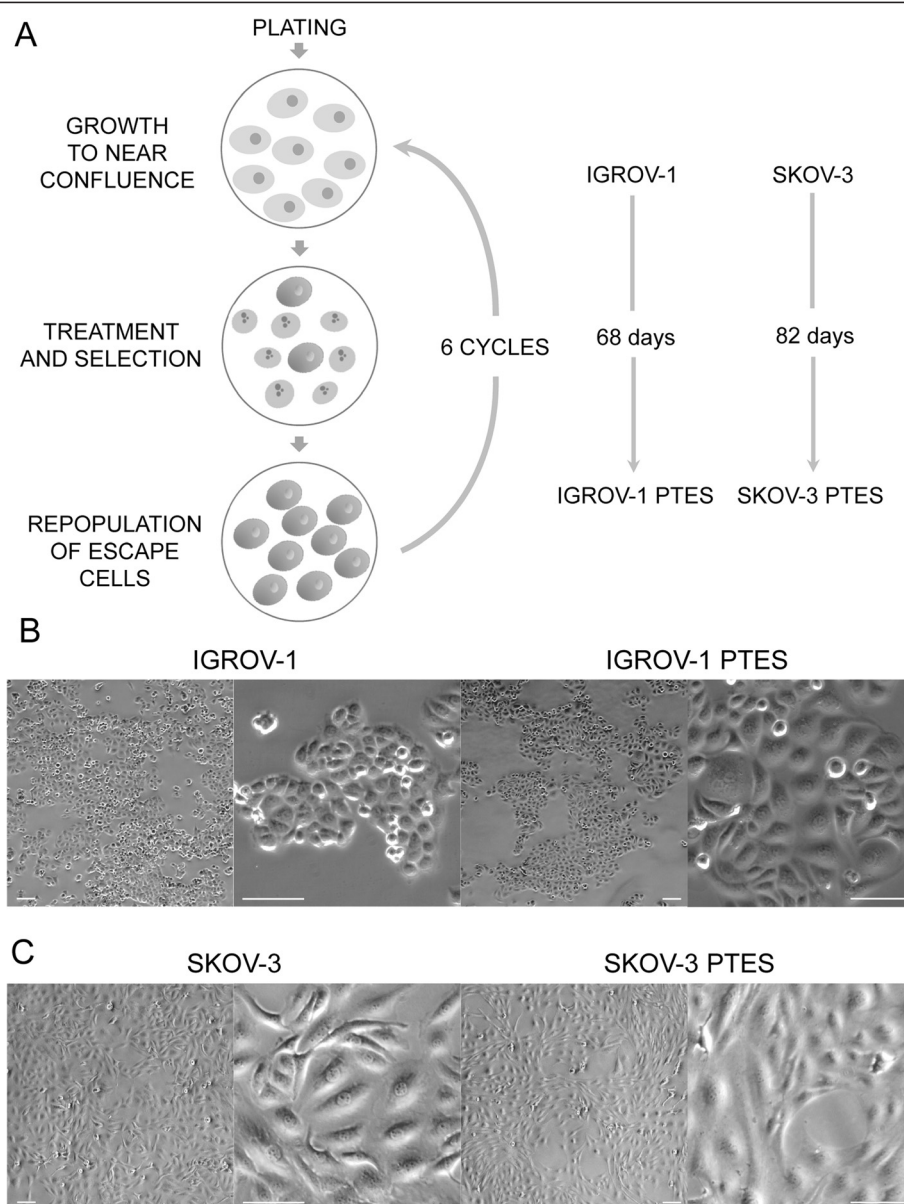 A
PLATING
GROWTH
TO NEAR
CONFLUENCE
TREATMENT
AND SELECTION
REPOPULATION
OF ESCAPE
CELLS
6 CYCLES
IGROV-1
68 days
IGROV-1 PTES
SKOV-3
82 days
SKOV-3 PTES
B
IGROV-1
IGROV-1 PTES
C
SKOV-3
SKOV-3 PTES